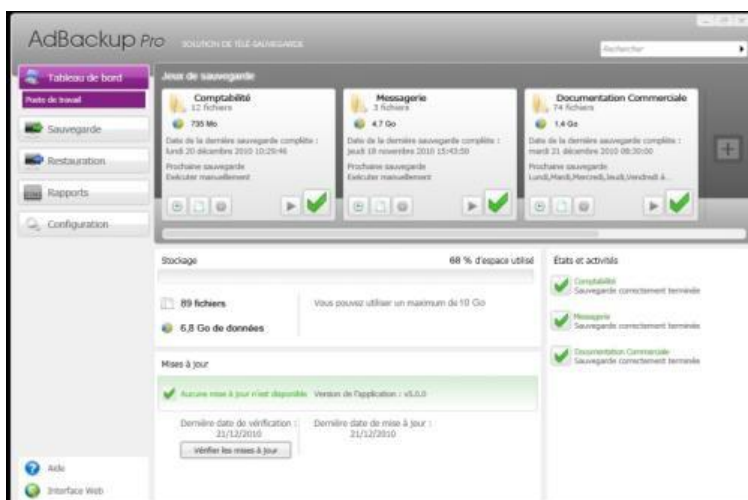 AdBackup Pro
SOLUTION DE TÉLÉ-SAUVEGARDE
Rechercher
Tableau de bord
Poste de travail
Sauvegarde
Restauration
Rapports
Configuration
Jeux de sauvegarde
Comptabilité
12 fichiers
735 Mo
Date de la dernière sauvegarde complète :
lundi 20 décembre 2010 10:29:46
Prochaine sauvegarde
Exécuter manuellement
Messagerie
3 fichiers
4,7 Go
Date de la dernière sauvegarde complète :
jeudi 18 novembre 2010 15:43:50
Prochaine sauvegarde
Exécuter manuellement
Documentation Commerciale
74 fichiers
1,4 Go
Date de la dernière sauvegarde complète :
mardi 21 décembre 2010 08:30:00
Prochaine sauvegarde
Lundi,Mardi,Mercredi,Jeudi,Vendredi à...
Stockage
68 % d'espace utilisé
89 fichiers
Vous pouvez utiliser un maximum de 10 Go
6,8 Go de données
États et activités
Comptabilité
Sauvegarde correctement terminée
Messagerie
Sauvegarde correctement terminée
Documentation Commerciale
Sauvegarde correctement terminée
Mises à jour
Aucune mise à jour n'est disponible
Version de l'application : v5.0.0
Dernière date de vérification :
21/12/2010
Dernière date de mise à jour :
21/12/2010
Vérifier les mises à jour
Aide
Interface Web